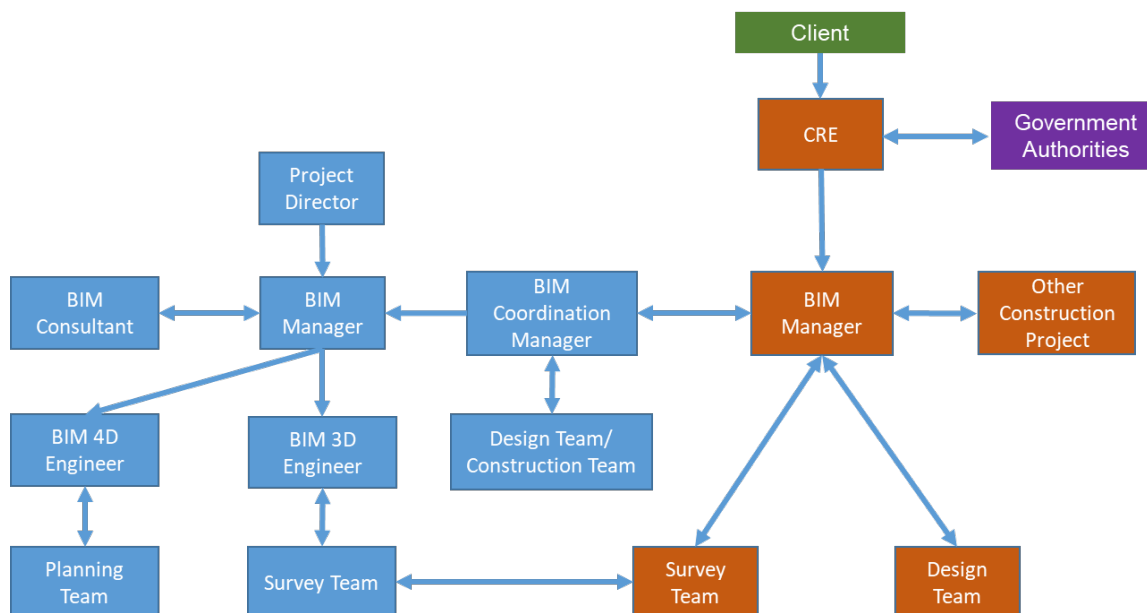 Client
CRE
Government
Authorities
Project
Director
BIM
Consultant
BIM
Manager
BIM
Coordination
Manager
BIM
Manager
Other
Construction
Project
BIM 4D
Engineer
BIM 3D
Engineer
Design Team/
Construction Team
Planning
Team
Survey Team
Survey
Team
Design
Team